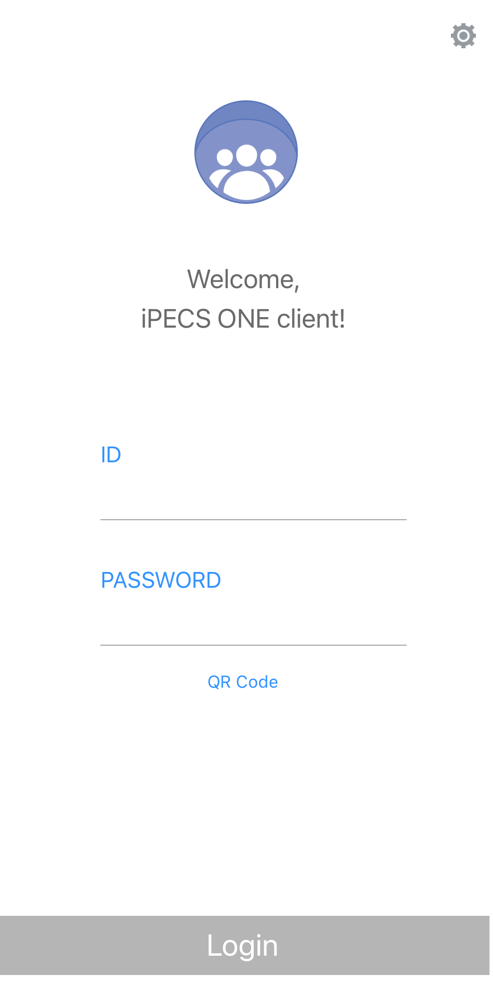 Welcome,
iPECS ONE client!
ID
PASSWORD
QR Code
Login